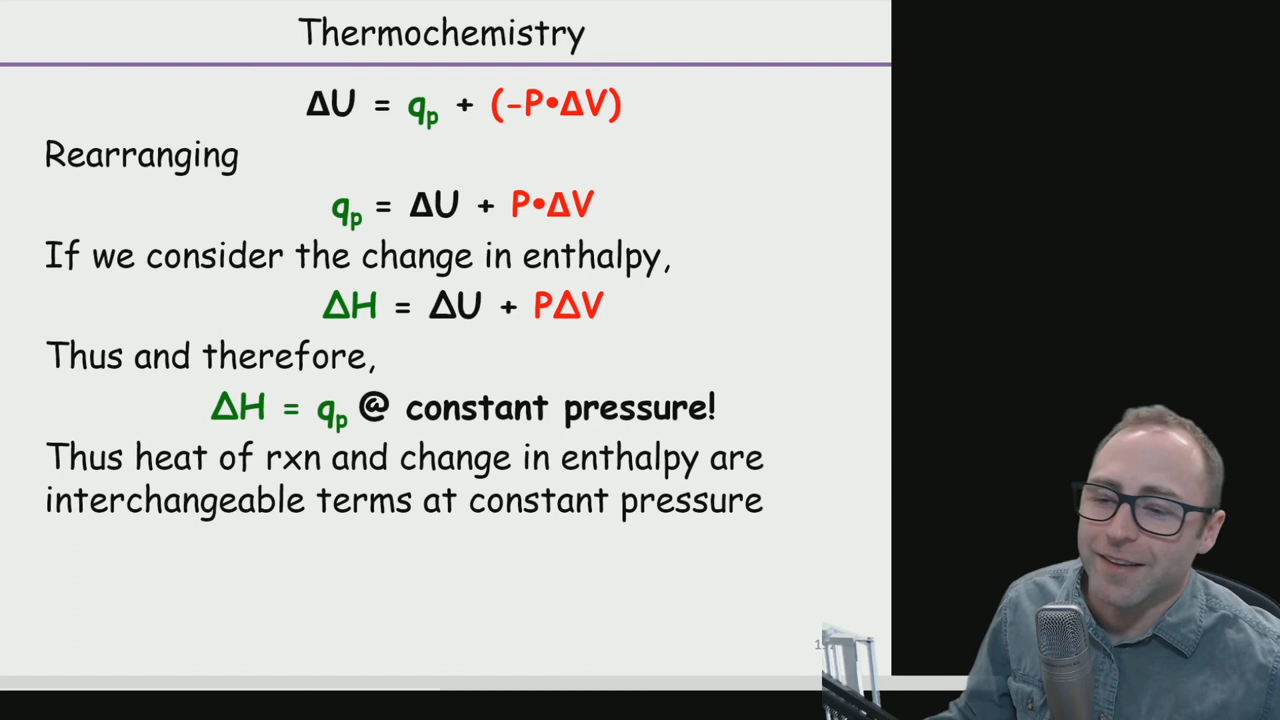 Thermochemistry
ΔU = qₚ + (-P•ΔV)
Rearranging
qₚ = ΔU + P•ΔV
If we consider the change in enthalpy,
ΔH = ΔU + PΔV
Thus and therefore,
ΔH = qₚ @ constant pressure!
Thus heat of rxn and change in enthalpy are
interchangeable terms at constant pressure